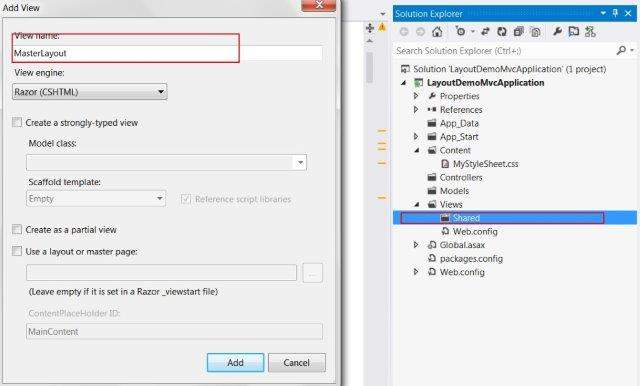 Add View
View name:
MasterLayout
View engine:
Razor (CSHTML)
Create a strongly-typed view
Model class:
Scaffold template:
Empty
Reference script libraries
Create as a partial view
Use a layout or master page:
...
(Leave empty if it is set in a Razor _viewstart file)
ContentPlaceHolder ID:
MainContent
Add
Cancel
Solution Explorer
Search Solution Explorer (Ctrl+;)
Solution 'LayoutDemoMvcApplication' (1 project)
LayoutDemoMvcApplication
Properties
References
App_Data
App_Start
Content
MyStyleSheet.css
Controllers
Models
Views
Shared
Web.config
Global.asax
packages.config
Web.config